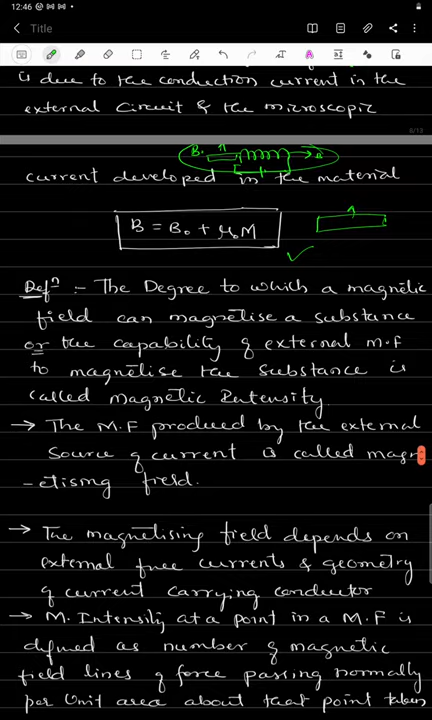 12:46
Title
is due to the conduction current in the
external Circuit & the microscopic
6/13
B₀
current developed in the material
B = B₀ + μ₀M
Defⁿ :- The Degree to which a magnetic
field can magnetise a substance
or the capability of external M.F
to magnetise the substance is
called magnetic Intensity.
→ The M.F produced by the external
Source of current is called magn
-etising field.
→ The magnetising field depends on
external free currents & geometry
of current carrying conductor
→ M. Intensity at a point in a M.F is
defined as number of magnetic
field lines of force passing normally
per Unit area about that point taken